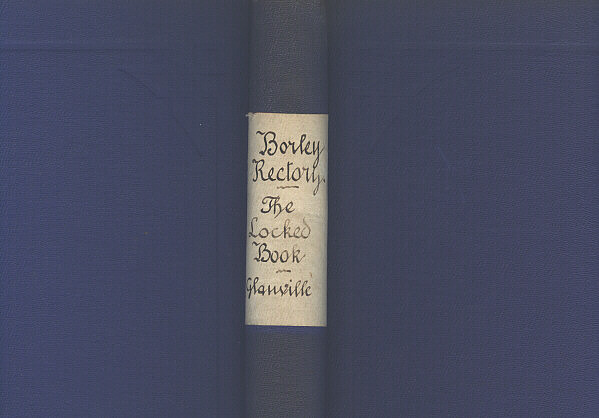 Borley
Rectory.
The
Locked
Book
Glanville